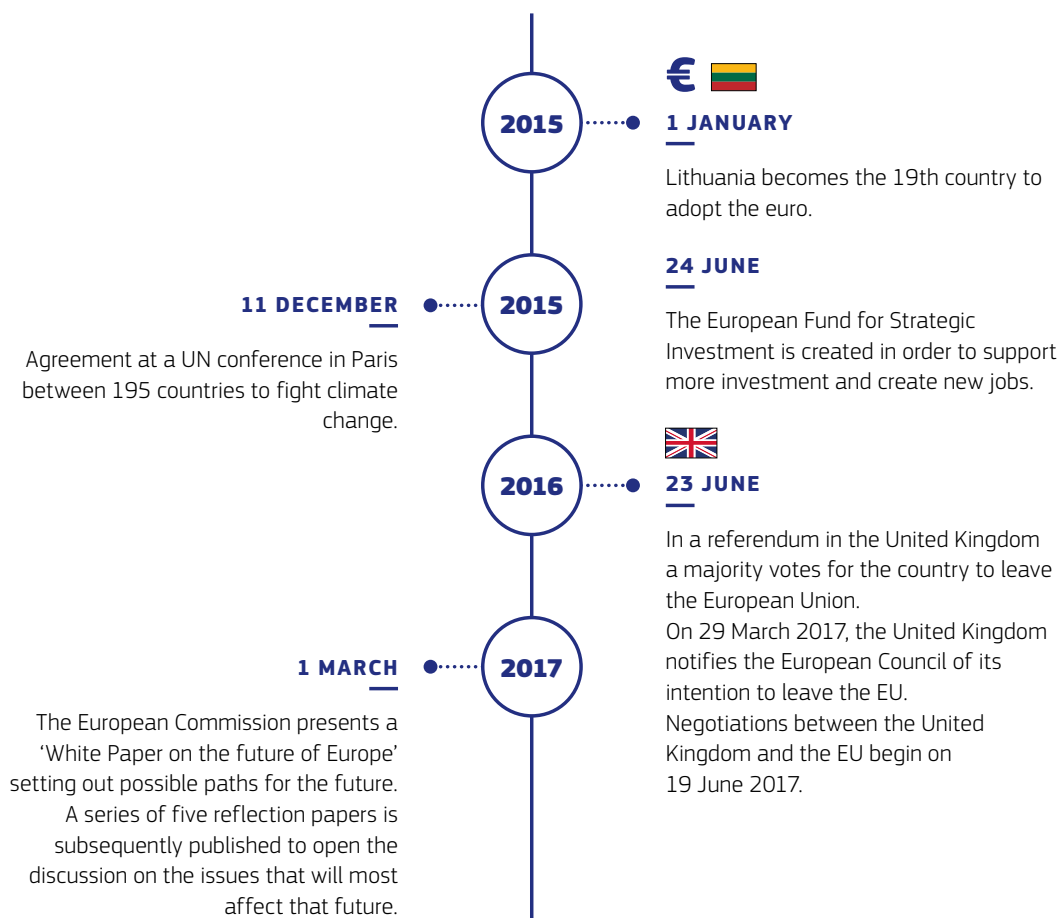 €
2015
1 JANUARY
Lithuania becomes the 19th country to
adopt the euro.
24 JUNE
The European Fund for Strategic
Investment is created in order to support
more investment and create new jobs.
2015
11 DECEMBER
Agreement at a UN conference in Paris
between 195 countries to fight climate
change.
2016
23 JUNE
In a referendum in the United Kingdom
a majority votes for the country to leave
the European Union.
On 29 March 2017, the United Kingdom
notifies the European Council of its
intention to leave the EU.
Negotiations between the United
Kingdom and the EU begin on
19 June 2017.
2017
1 MARCH
The European Commission presents a
‘White Paper on the future of Europe’
setting out possible paths for the future.
A series of five reflection papers is
subsequently published to open the
discussion on the issues that will most
affect that future.